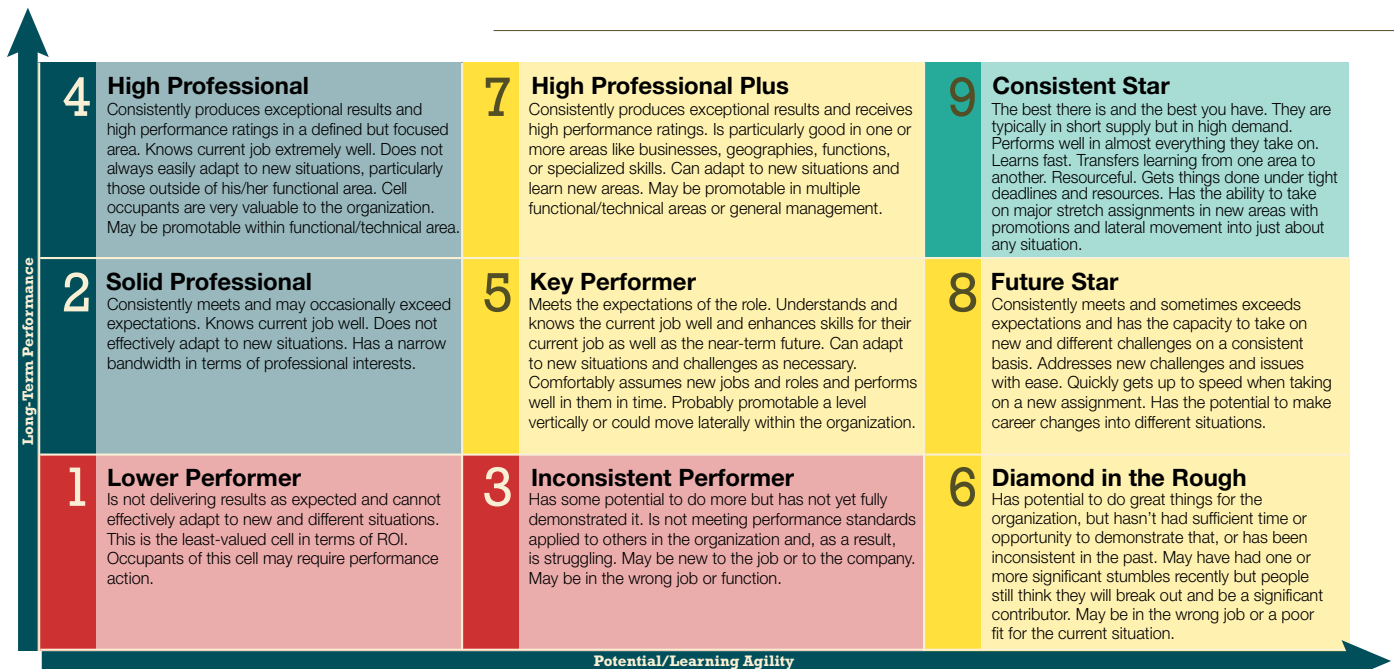 4
High Professional
Consistently produces exceptional results and
high performance ratings in a defined but focused
area. Knows current job extremely well. Does not
always easily adapt to new situations, particularly
those outside of his/her functional area. Cell
occupants are very valuable to the organization.
May be promotable within functional/technical area.
7
High Professional Plus
Consistently produces exceptional results and receives
high performance ratings. Is particularly good in one or
more areas like businesses, geographies, functions,
or specialized skills. Can adapt to new situations and
learn new areas. May be promotable in multiple
functional/technical areas or general management.
9
Consistent Star
The best there is and the best you have. They are
typically in short supply but in high demand.
Performs well in almost everything they take on.
Learns fast. Transfers learning from one area to
another. Resourceful. Gets things done under tight
deadlines and resources. Has the ability to take
on major stretch assignments in new areas with
promotions and lateral movement into just about
any situation.
Long-Term Performance
2
Solid Professional
Consistently meets and may occasionally exceed
expectations. Knows current job well. Does not
effectively adapt to new situations. Has a narrow
bandwidth in terms of professional interests.
5
Key Performer
Meets the expectations of the role. Understands and
knows the current job well and enhances skills for their
current job as well as the near-term future. Can adapt
to new situations and challenges as necessary.
Comfortably assumes new jobs and roles and performs
well in them in time. Probably promotable a level
vertically or could move laterally within the organization.
8
Future Star
Consistently meets and sometimes exceeds
expectations and has the capacity to take on
new and different challenges on a consistent
basis. Addresses new challenges and issues
with ease. Quickly gets up to speed when taking
on a new assignment. Has the potential to make
career changes into different situations.
1
Lower Performer
Is not delivering results as expected and cannot
effectively adapt to new and different situations.
This is the least-valued cell in terms of ROI.
Occupants of this cell may require performance
action.
3
Inconsistent Performer
Has some potential to do more but has not yet fully
demonstrated it. Is not meeting performance standards
applied to others in the organization and, as a result,
is struggling. May be new to the job or to the company.
May be in the wrong job or function.
6
Diamond in the Rough
Has potential to do great things for the
organization, but hasn't had sufficient time or
opportunity to demonstrate that, or has been
inconsistent in the past. May have had one or
more significant stumbles recently but people
still think they will break out and be a significant
contributor. May be in the wrong job or a poor
fit for the current situation.
Potential/Learning Agility